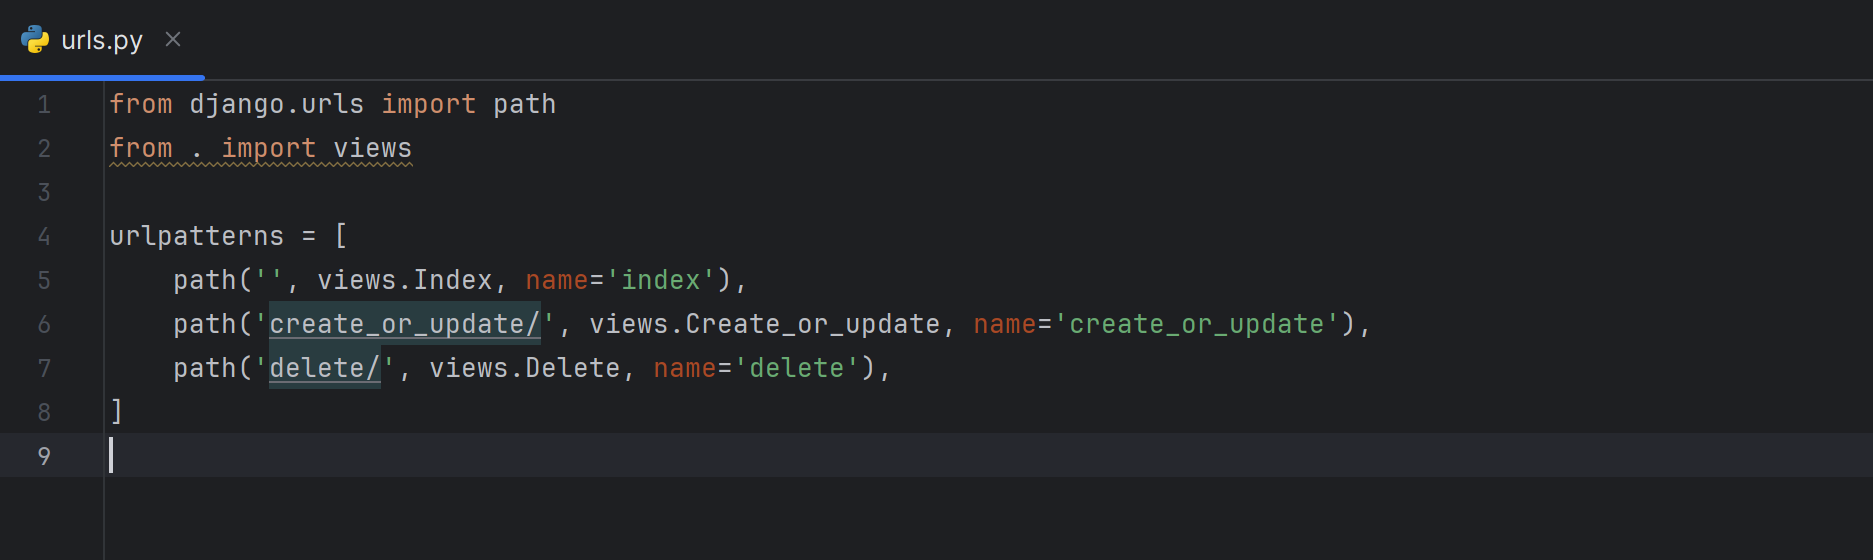 urls.py
1 from django.urls import path
2 from . import views
3
4 urlpatterns = [
5     path('', views.Index, name='index'),
6     path('create_or_update/', views.Create_or_update, name='create_or_update'),
7     path('delete/', views.Delete, name='delete'),
8 ]
9